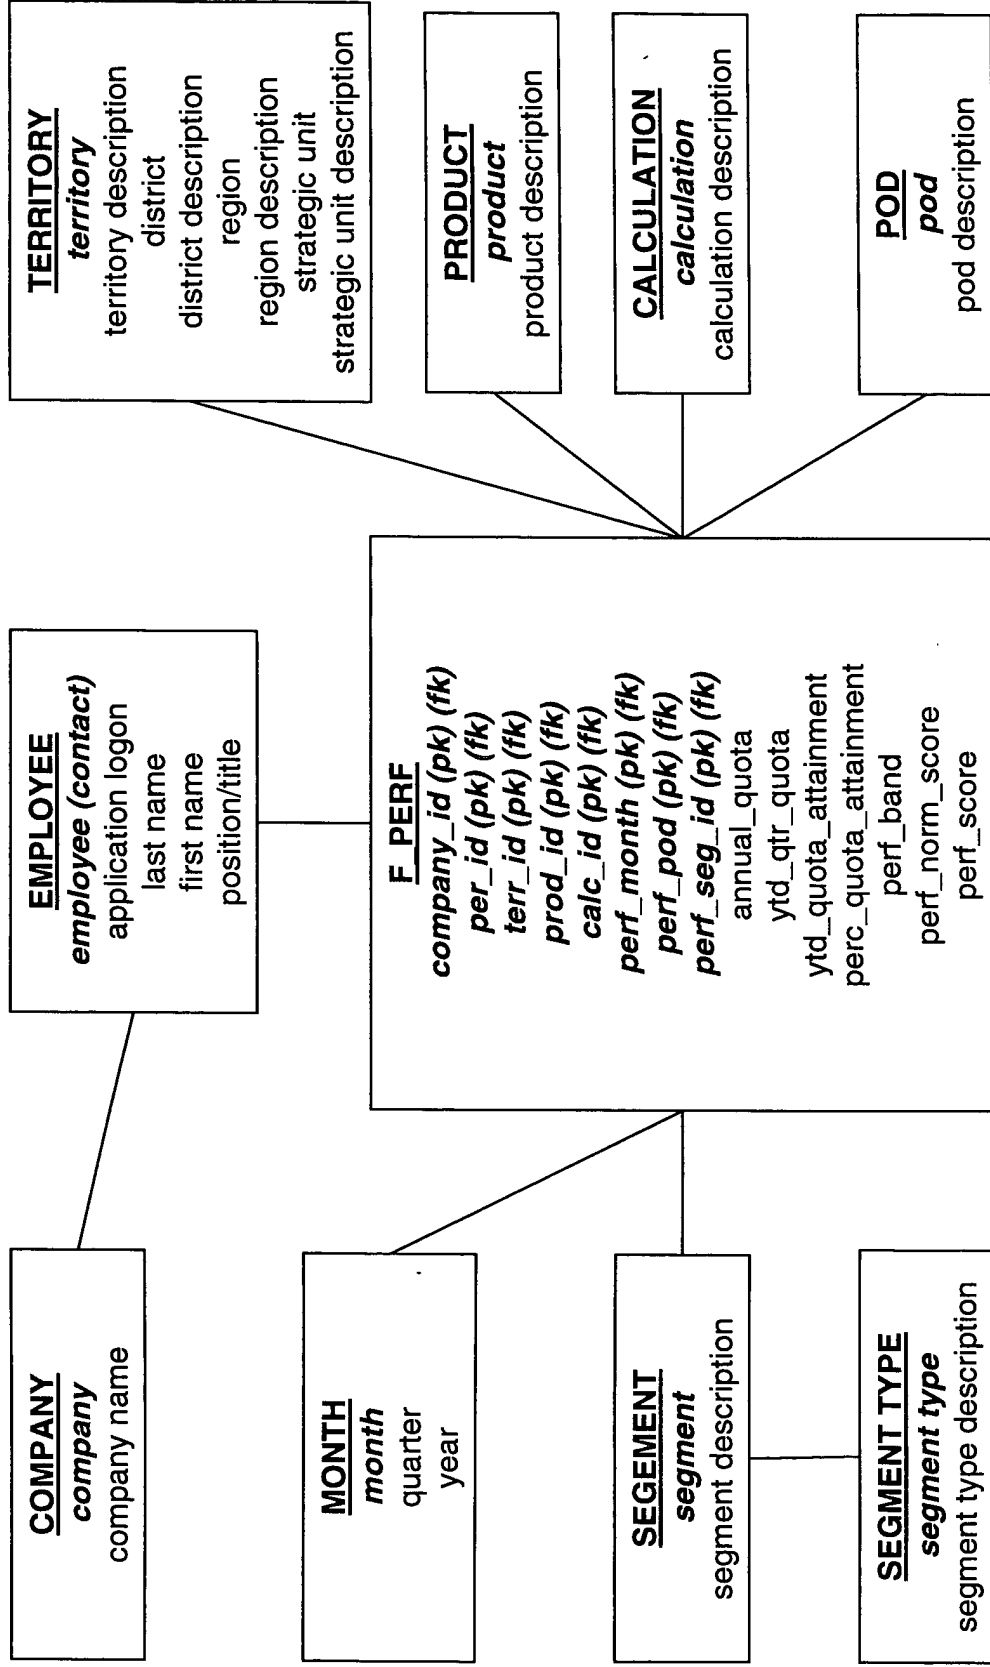 COMPANY
company
company name
MONTH
month
quarter
year
SEGEMENT
segment
segment description
SEGMENT TYPE
segment type
segment type description
EMPLOYEE
employee (contact)
application logon
last name
first name
position/title
F_PERF
company_id (pk) (fk)
per_id (pk) (fk)
terr_id (pk) (fk)
prod_id (pk) (fk)
calc_id (pk) (fk)
perf_month (pk) (fk)
perf_pod (pk) (fk)
perf_seg_id (pk) (fk)
annual_quota
ytd_qtr_quota
ytd_quota_attainment
perc_quota_attainment
perf_band
perf_norm_score
perf_score
TERRITORY
territory
territory description
district
district description
region
region description
strategic unit
strategic unit description
PRODUCT
product
product description
CALCULATION
calculation
calculation description
POD
pod
pod description